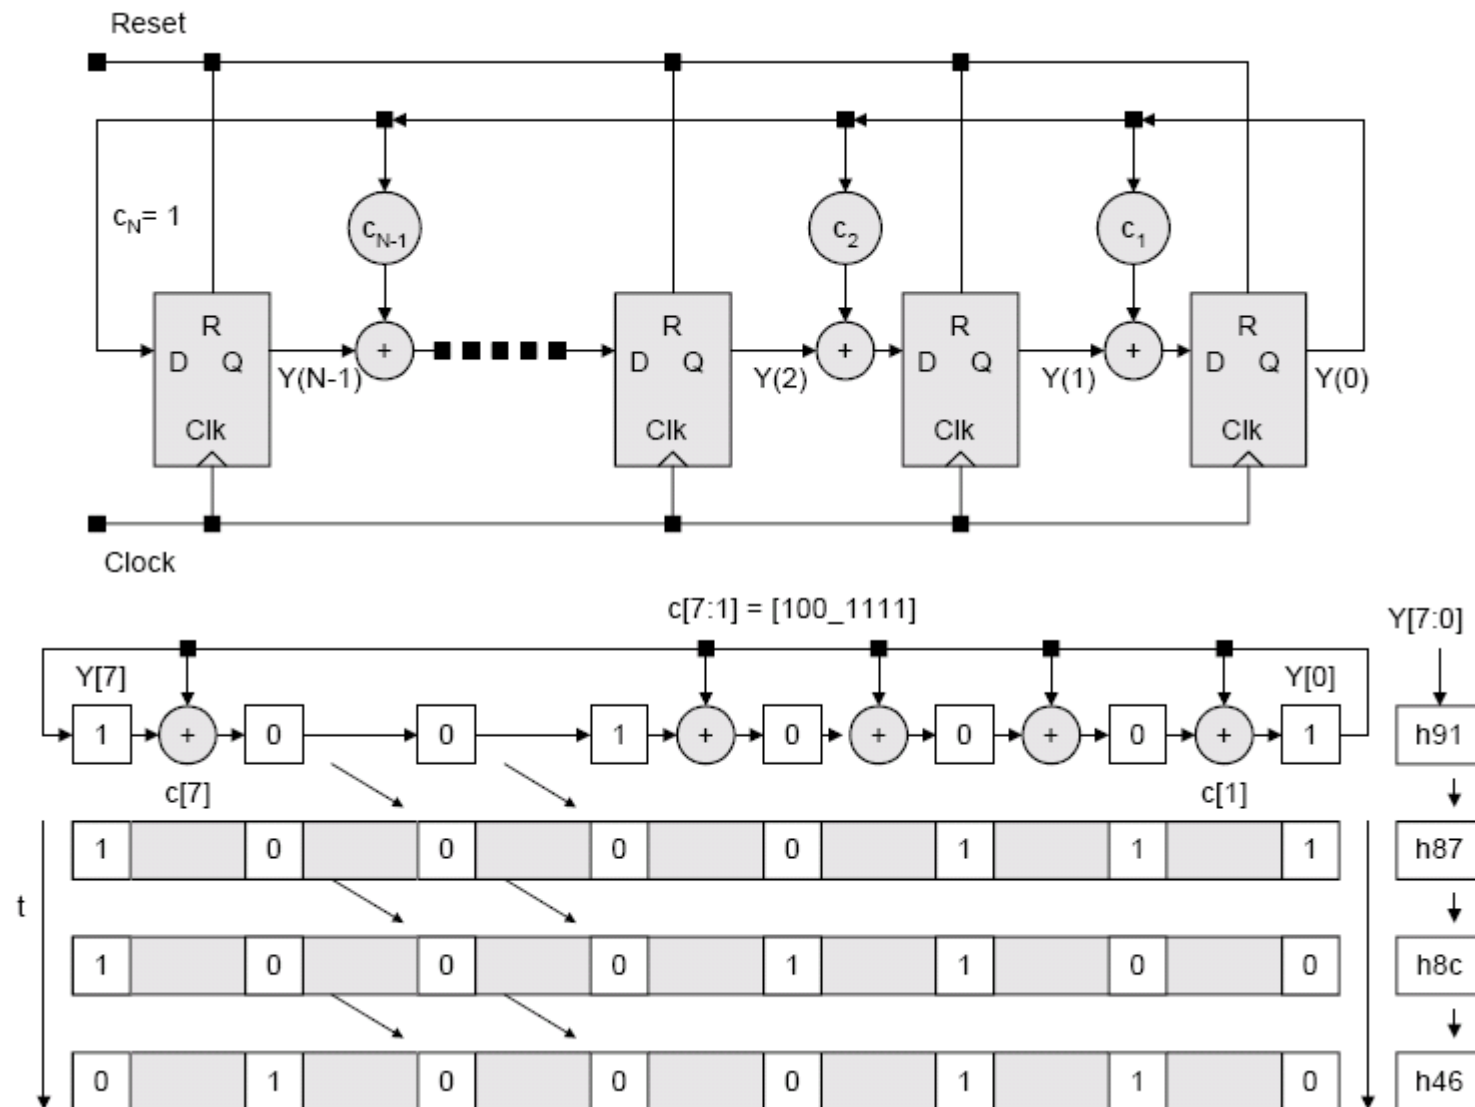 Reset
c_N= 1
c_N-1 c_2 c_1
R R R R
D Q D Q D Q D Q
Y(N-1) Y(2) Y(1) Y(0)
+ + +
Clk Clk Clk Clk
Clock
c[7:1] = [100_1111]
Y[7:0]
Y[7] Y[0]
1 + 0 0 1 + 0 + 0 + 0 + 1 h91
c[7] c[1]
1 0 0 0 0 1 1 1 h87
t
1 0 0 0 1 1 0 0 h8c
0 1 0 0 0 1 1 0 h46